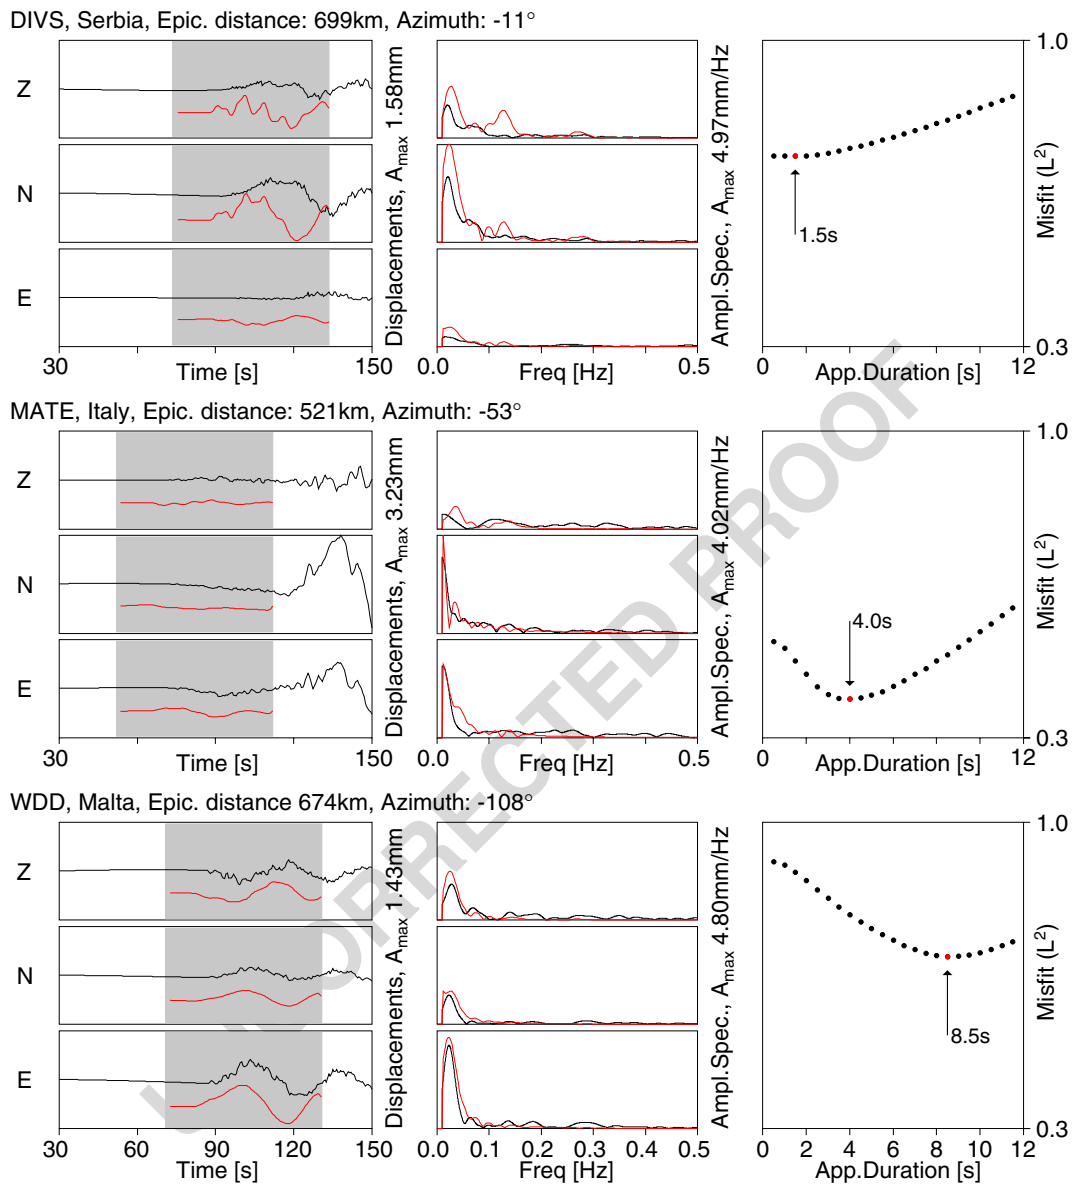 DIVS, Serbia, Epic. distance: 699km, Azimuth: -11°
Z
N
E
30
150
Time [s]
Displacements, Amax 1.58mm
0.0
0.5
Freq [Hz]
Ampl.Spec., Amax 4.97mm/Hz
1.5s
1.0
0.3
Misfit (L2)
0
12
App.Duration [s]
MATE, Italy, Epic. distance: 521km, Azimuth: -53°
Z
N
E
30
150
Time [s]
Displacements, Amax 3.23mm
0.0
0.5
Freq [Hz]
Ampl.Spec., Amax 4.02mm/Hz
4.0s
1.0
0.3
Misfit (L2)
0
12
App.Duration [s]
WDD, Malta, Epic. distance 674km, Azimuth: -108°
Z
N
E
30 60 90 120 150
Time [s]
Displacements, Amax 1.43mm
0.0 0.1 0.2 0.3 0.4 0.5
Freq [Hz]
Ampl.Spec., Amax 4.80mm/Hz
8.5s
1.0
0.3
Misfit (L2)
0 2 4 6 8 10 12
App.Duration [s]
UNCORRECTED PROOF